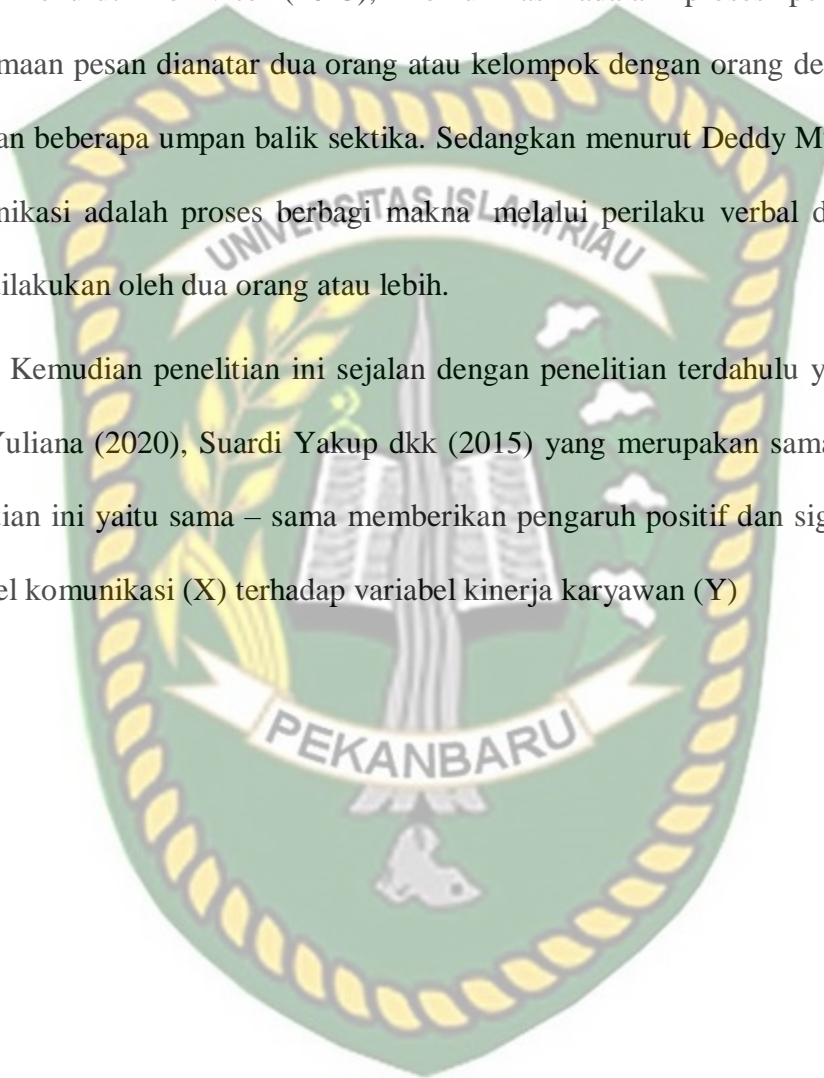 maan pesan dianatar dua orang atau kelompok dengan orang de
an beberapa umpan balik sektika. Sedangkan menurut Deddy M
nikasi adalah proses berbagi makna melalui perilaku verbal d
ilakukan oleh dua orang atau lebih.
Kemudian penelitian ini sejalan dengan penelitian terdahulu y
Yuliana (2020), Suardi Yakup dkk (2015) yang merupakan sama
tian ini yaitu sama – sama memberikan pengaruh positif dan sig
el komunikasi (X) terhadap variabel kinerja karyawan (Y)
UNIVERSITAS ISLAM RIAU
PEKANBARU